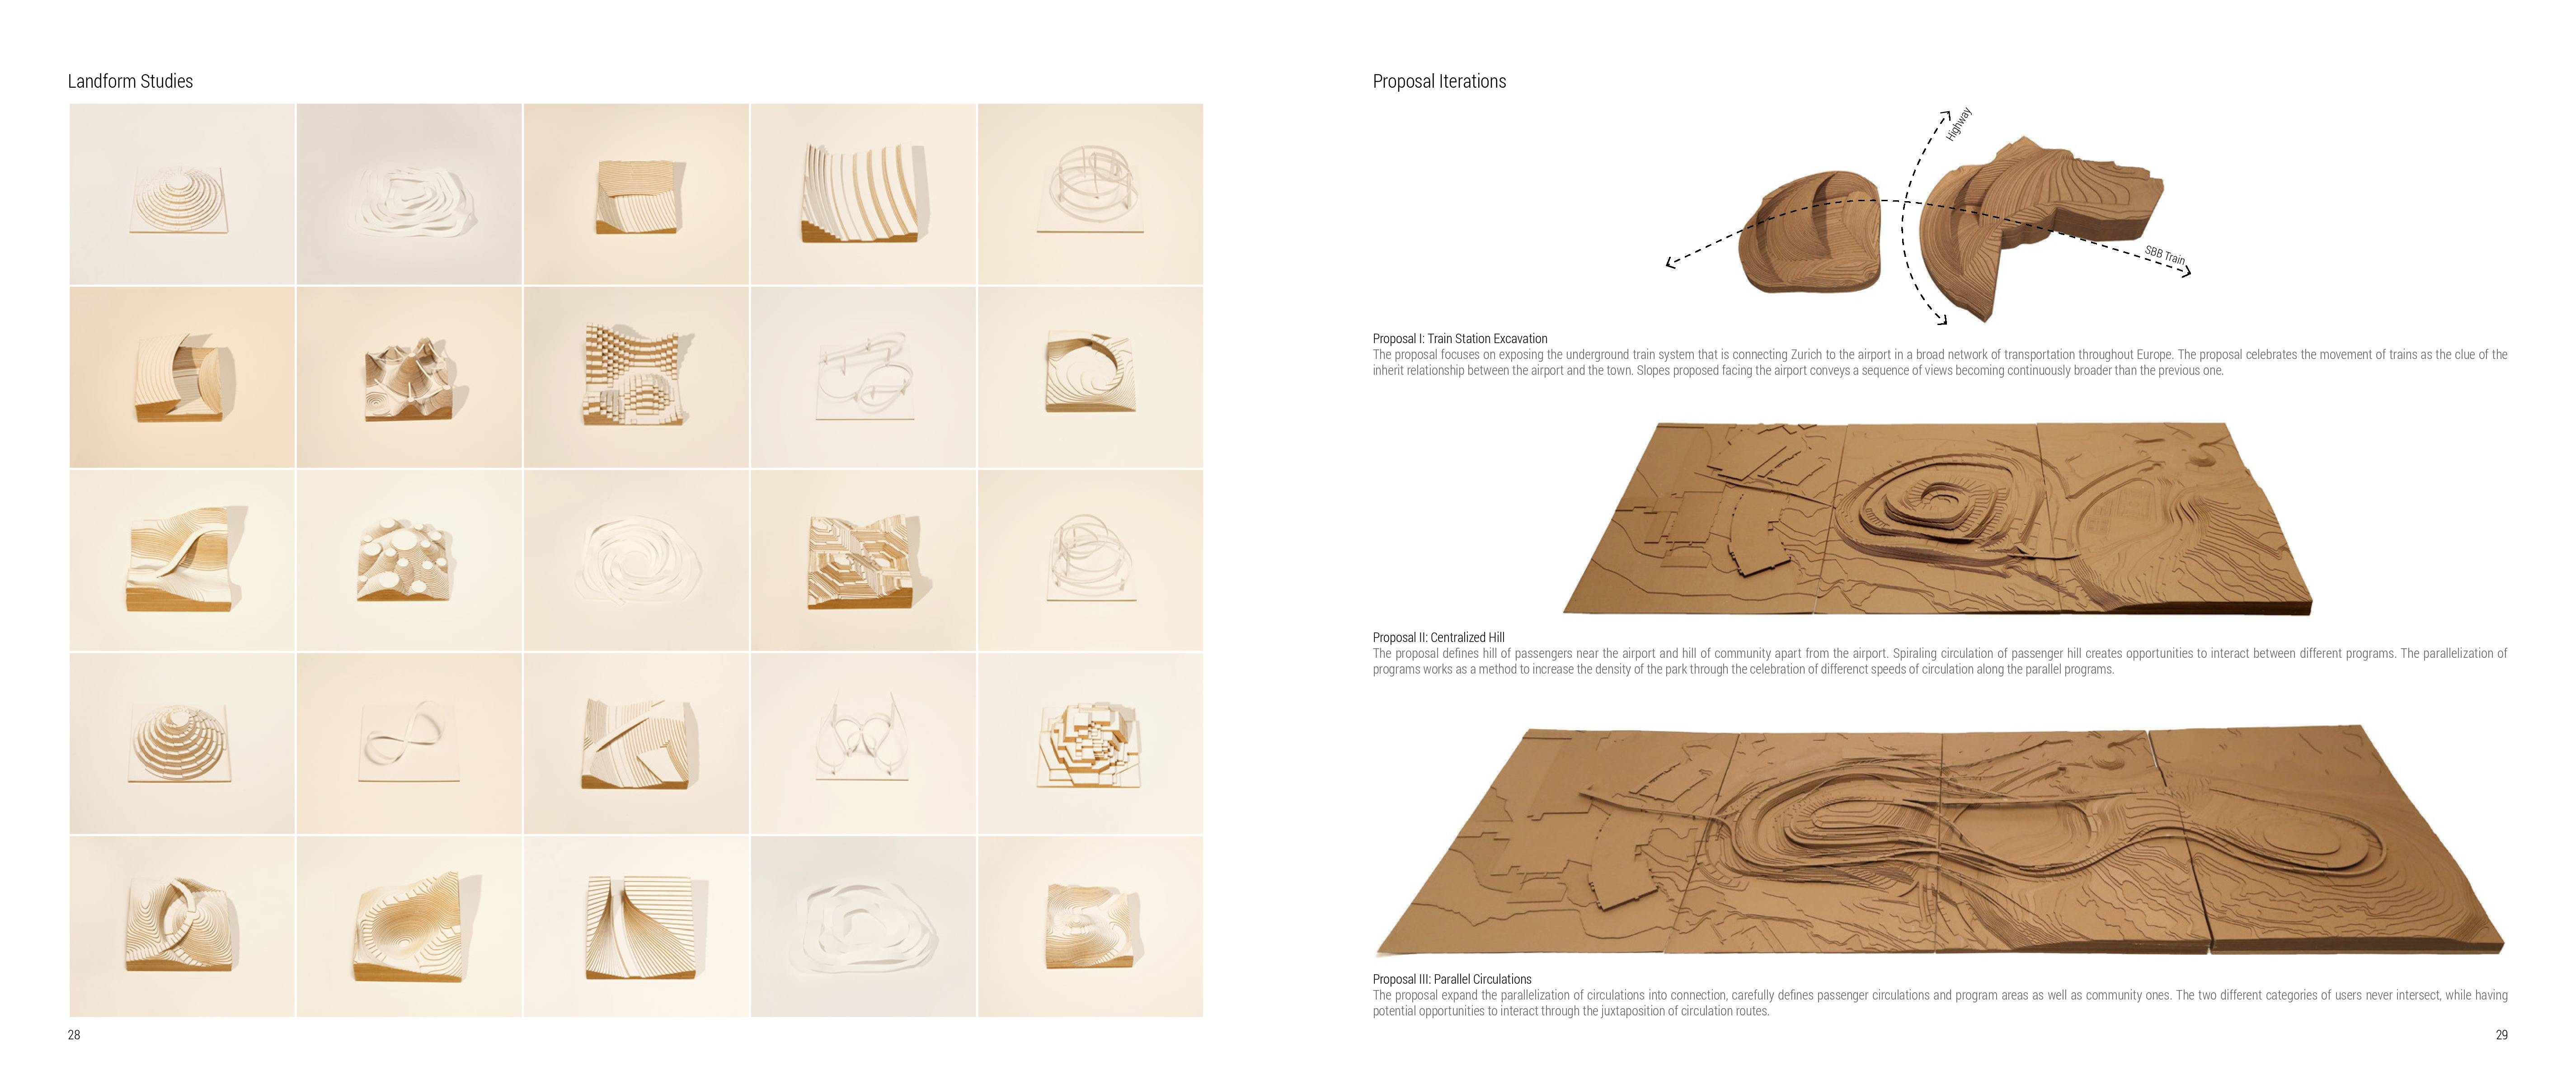 Landform Studies
28
Proposal Iterations
Highway
SBB Train
Proposal I: Train Station Excavation
The proposal focuses on exposing the underground train system that is connecting Zurich to the airport in a broad network of transportation throughout Europe. The proposal celebrates the movement of trains as the clue of the
inherit relationship between the airport and the town. Slopes proposed facing the airport conveys a sequence of views becoming continuously broader than the previous one.
Proposal II: Centralized Hill
The proposal defines hill of passengers near the airport and hill of community apart from the airport. Spiraling circulation of passenger hill creates opportunities to interact between different programs. The parallelization of
programs works as a method to increase the density of the park through the celebration of differenct speeds of circulation along the parallel programs.
Proposal III: Parallel Circulations
The proposal expand the parallelization of circulations into connection, carefully defines passenger circulations and program areas as well as community ones. The two different categories of users never intersect, while having
potential opportunities to interact through the juxtaposition of circulation routes.
29